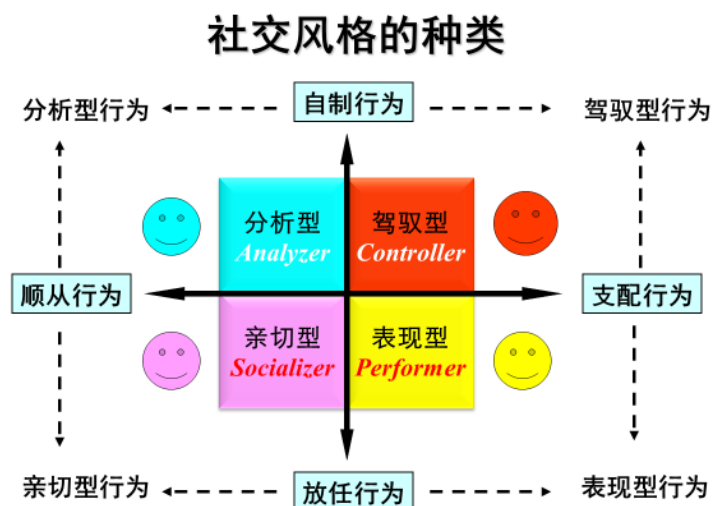 社交风格的种类
分析型行为
自制行为
驾驭型行为
分析型
Analyzer
驾驭型
Controller
顺从行为
支配行为
亲切型
Socializer
表现型
Performer
亲切型行为
放任行为
表现型行为